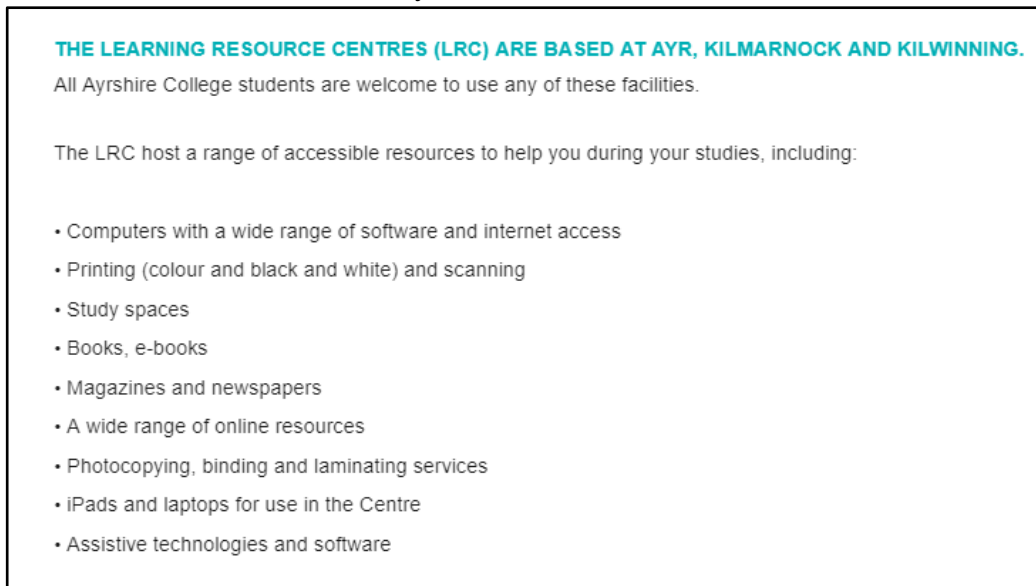 THE LEARNING RESOURCE CENTRES (LRC) ARE BASED AT AYR, KILMARNOCK AND KILWINNING.
All Ayrshire College students are welcome to use any of these facilities.
The LRC host a range of accessible resources to help you during your studies, including:
• Computers with a wide range of software and internet access
• Printing (colour and black and white) and scanning
• Study spaces
• Books, e-books
• Magazines and newspapers
• A wide range of online resources
• Photocopying, binding and laminating services
• iPads and laptops for use in the Centre
• Assistive technologies and software